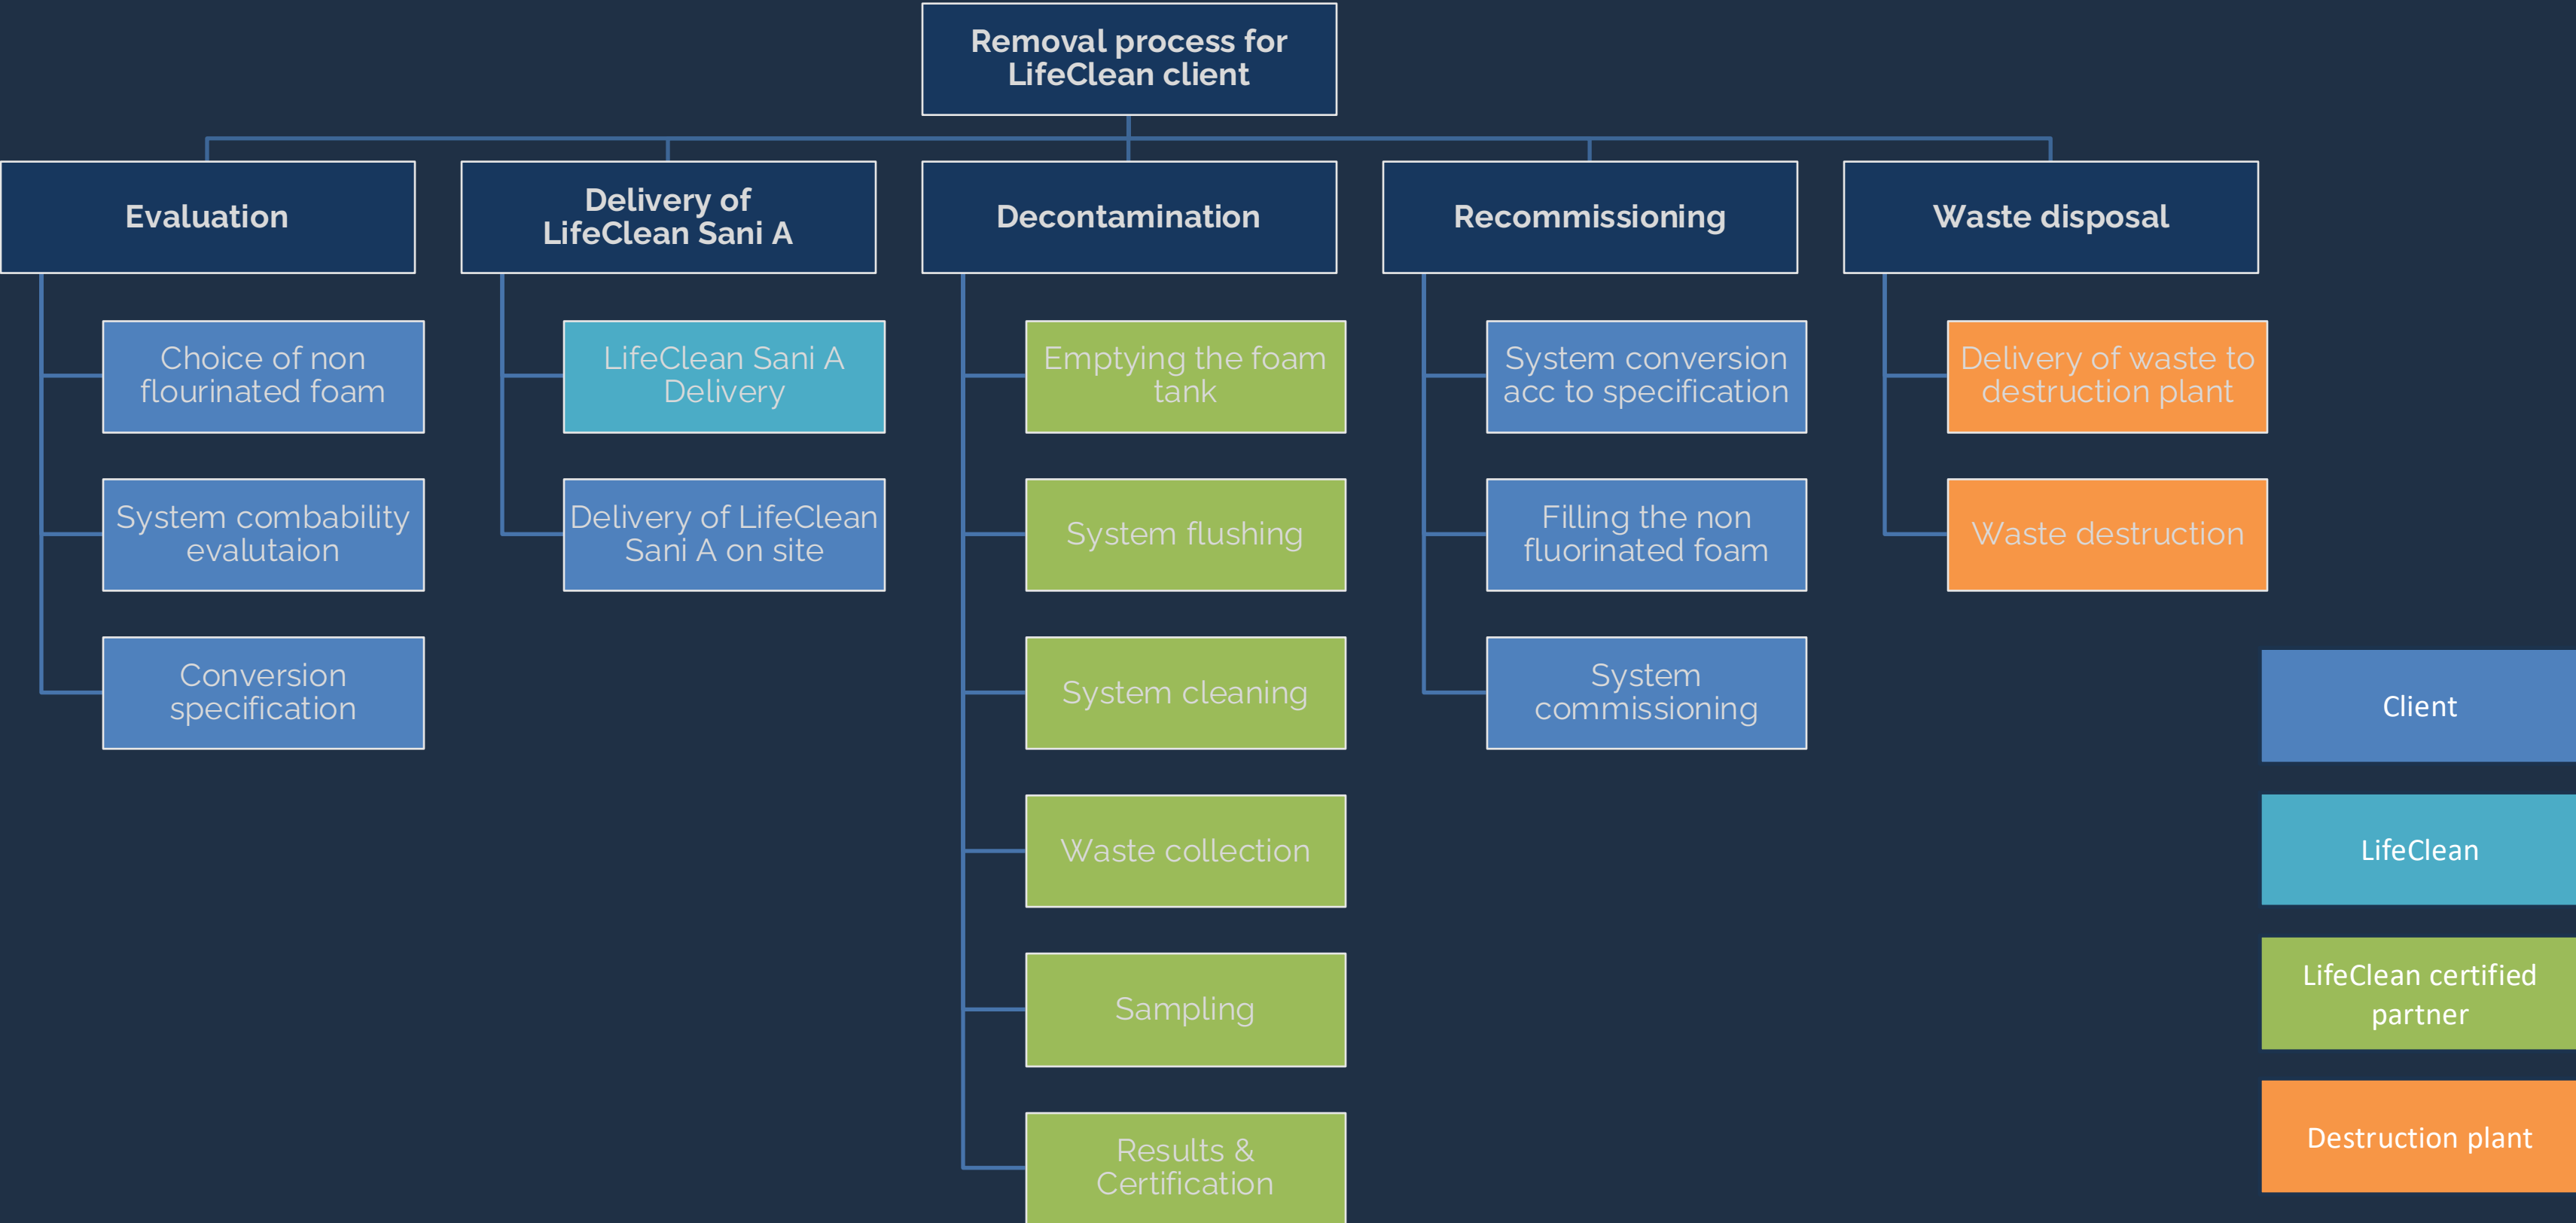 Removal process for
LifeClean client
Evaluation
Delivery of
LifeClean Sani A
Decontamination
Recommissioning
Waste disposal
Choice of non
flourinated foam
System combability
evalutaion
Conversion
specification
LifeClean Sani A
Delivery
Delivery of LifeClean
Sani A on site
Emptying the foam
tank
System flushing
System cleaning
Waste collection
Sampling
Results &
Certification
System conversion
acc to specification
Filling the non
fluorinated foam
System
commissioning
Delivery of waste to
destruction plant
Waste destruction
Client
LifeClean
LifeClean certified
partner
Destruction plant